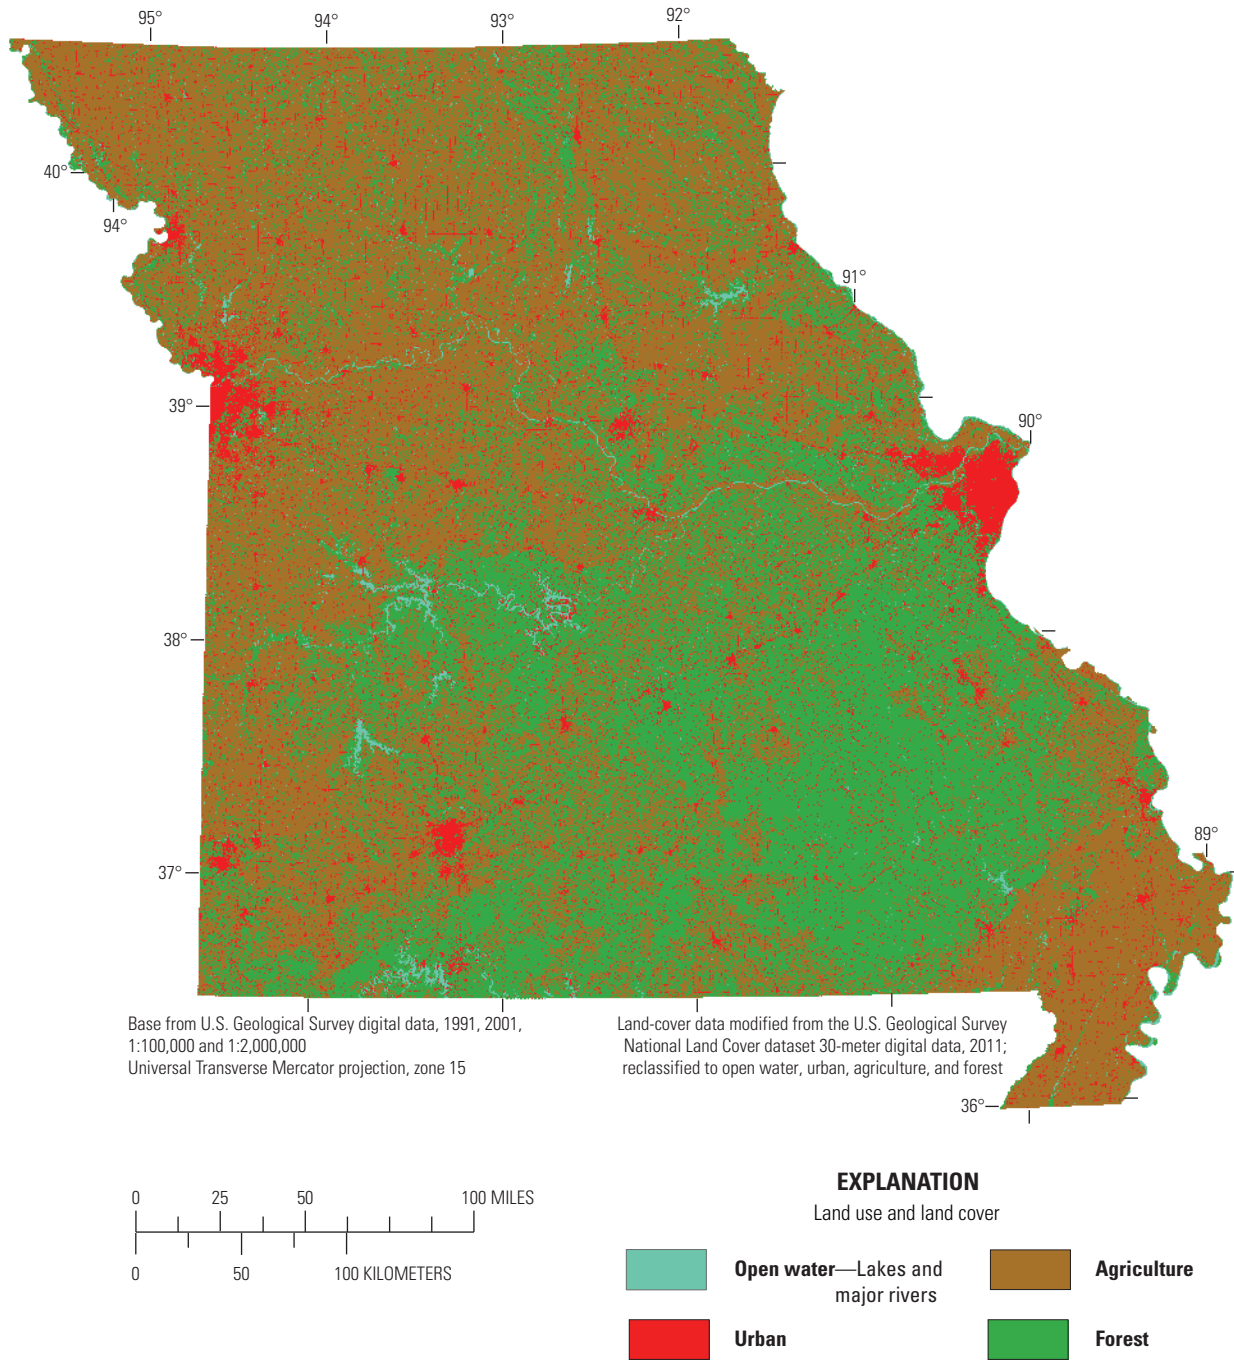 95°
94°
93°
92°
40°
94°
91°
39°
90°
38°
89°
37°
36°
Base from U.S. Geological Survey digital data, 1991, 2001,
1:100,000 and 1:2,000,000
Universal Transverse Mercator projection, zone 15
Land-cover data modified from the U.S. Geological Survey
National Land Cover dataset 30-meter digital data, 2011;
reclassified to open water, urban, agriculture, and forest
0 25 50 100 MILES
0 50 100 KILOMETERS
EXPLANATION
Land use and land cover
Open water—Lakes and
major rivers
Agriculture
Urban
Forest